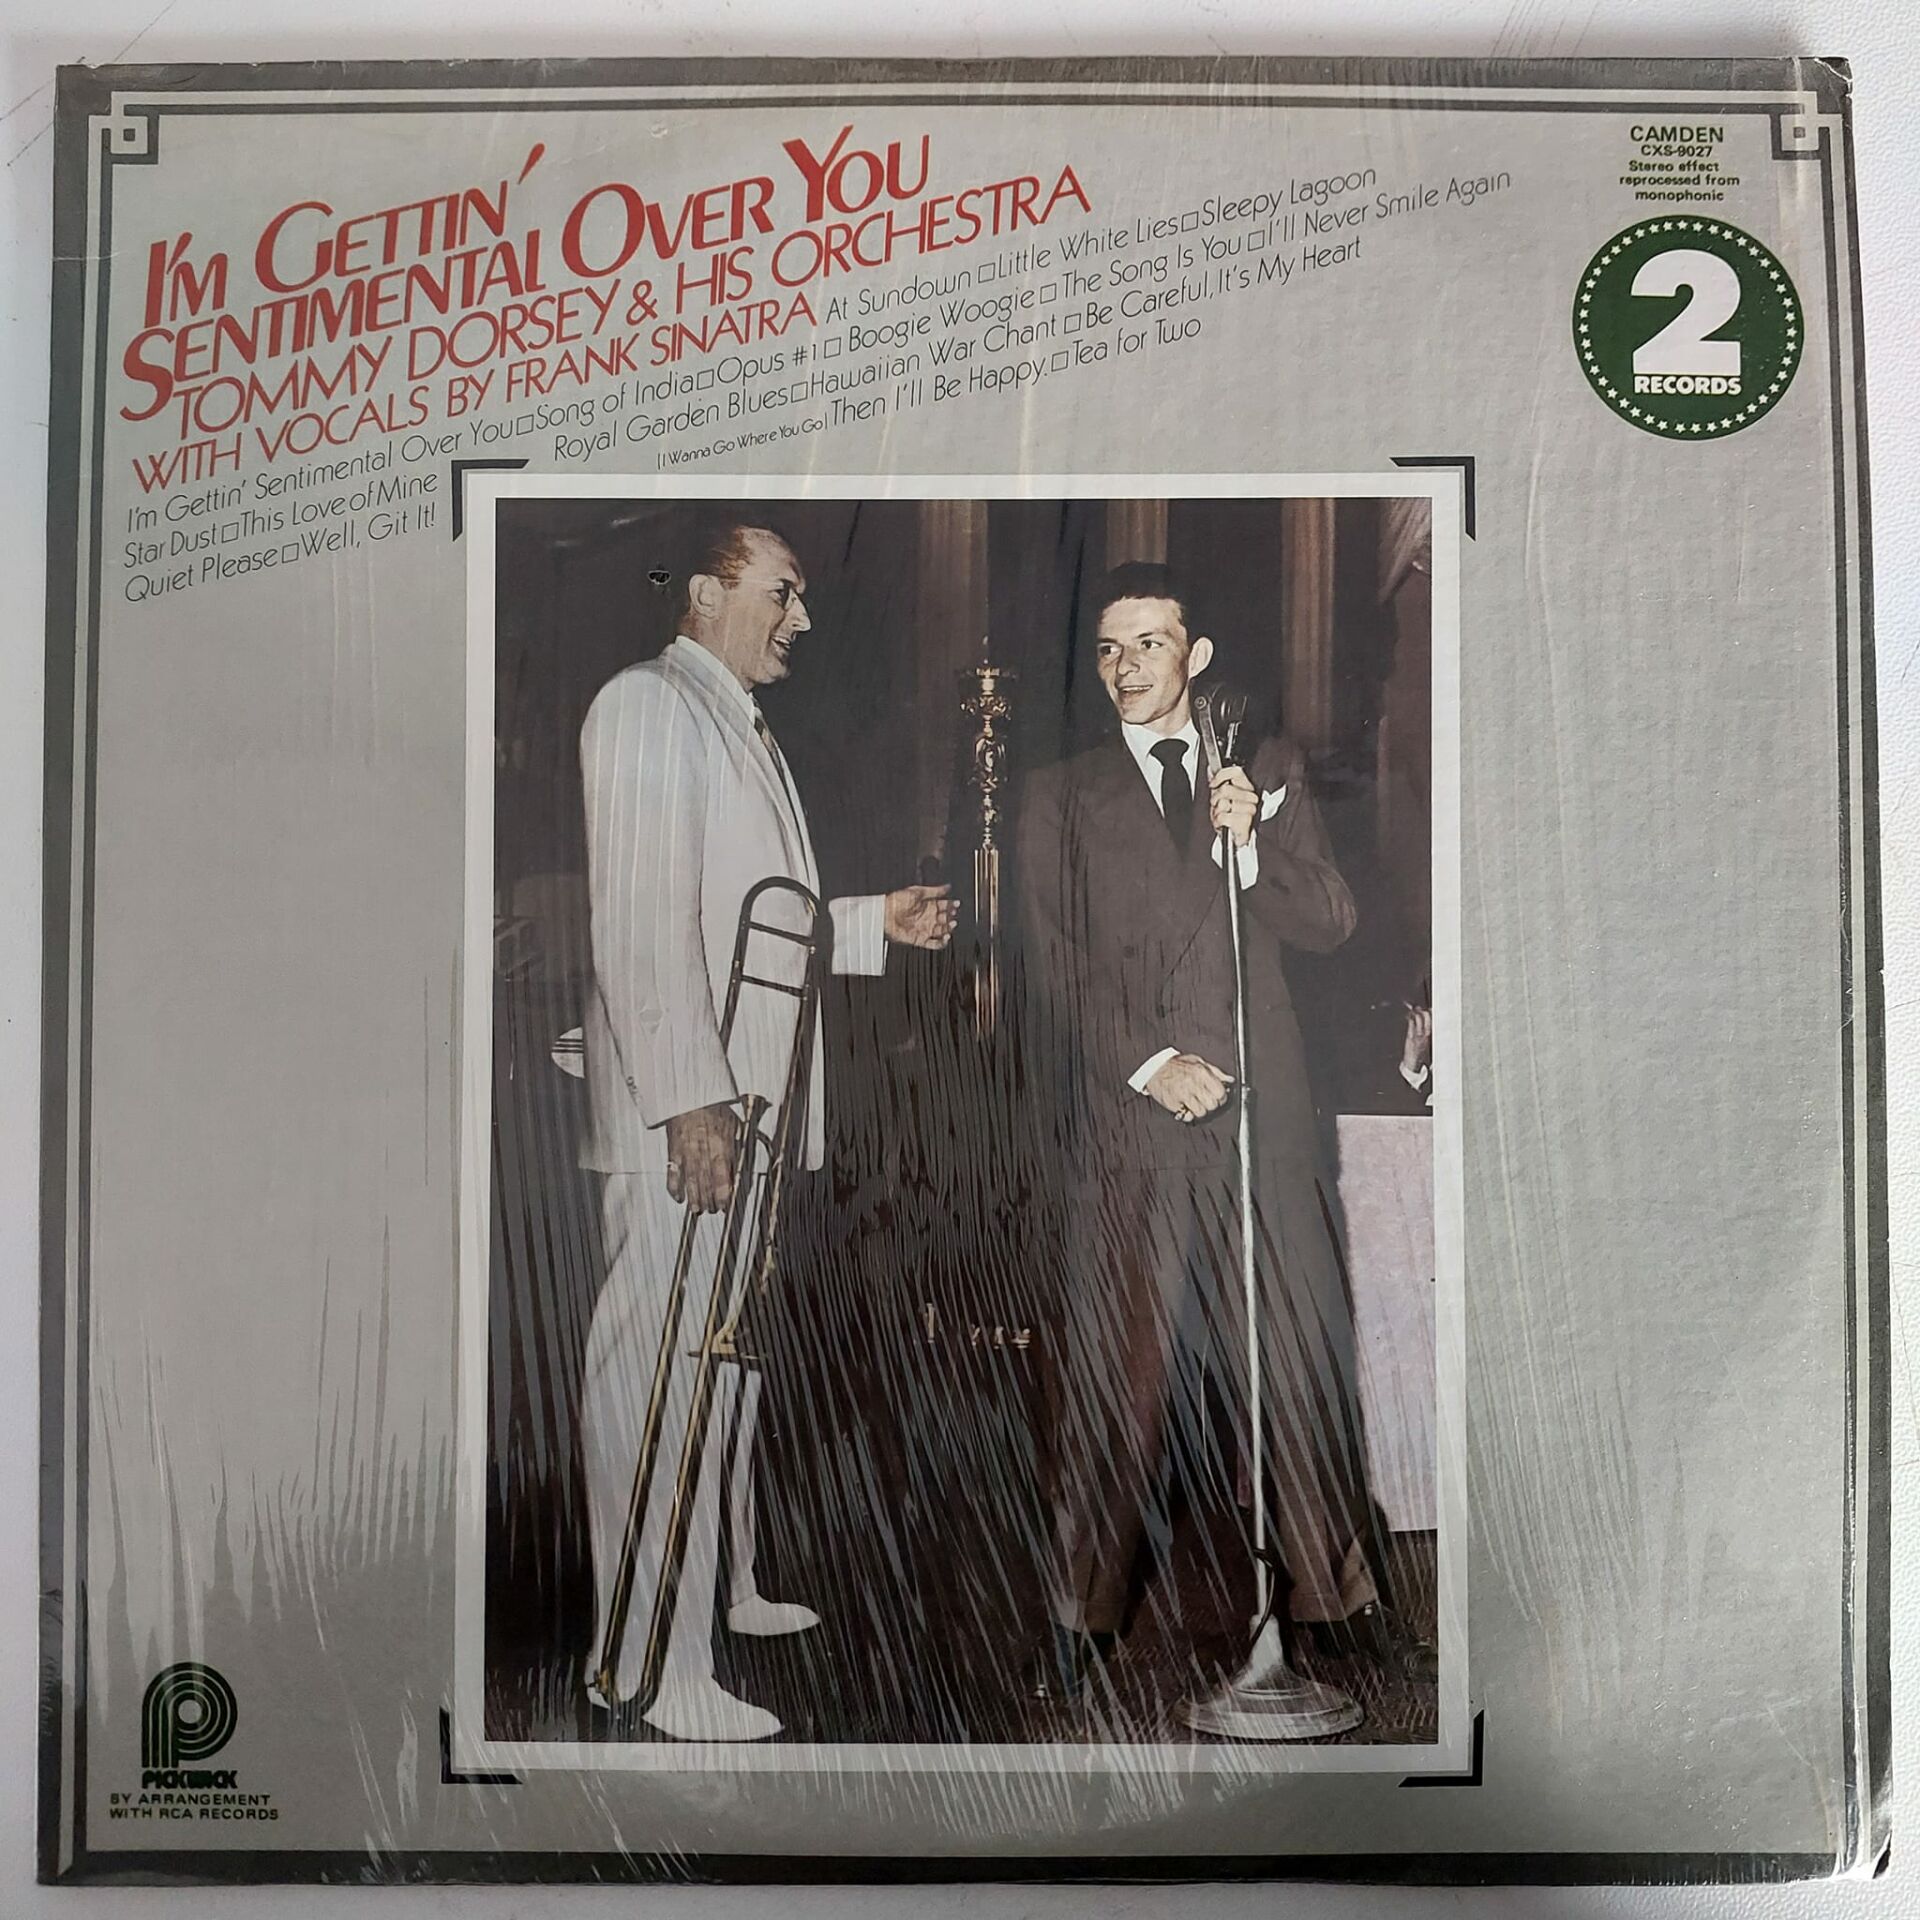 I'M GETTIN'
SENTIMENTAL OVER YOU
TOMMY DORSEY & HIS ORCHESTRA
WITH VOCALS BY FRANK SINATRA At Sundown □ Little White Lies □ Sleepy Lagoon
I'm Gettin' Sentimental Over You □ Song of India □ Opus #1 □ Boogie Woogie □ The Song Is You □ I'll Never Smile Again
Star Dust □ This Love of Mine Royal Garden Blues □ Hawaiian War Chant □ Be Careful, It's My Heart
Quiet Please □ Well, Git It! (I Wanna Go Where You Go) Then I'll Be Happy. □ Tea for Two
CAMDEN
CXS-9027
Stereo effect
reprocessed from
monophonic
2
RECORDS
P
PICKWICK
BY ARRANGEMENT
WITH RCA RECORDS